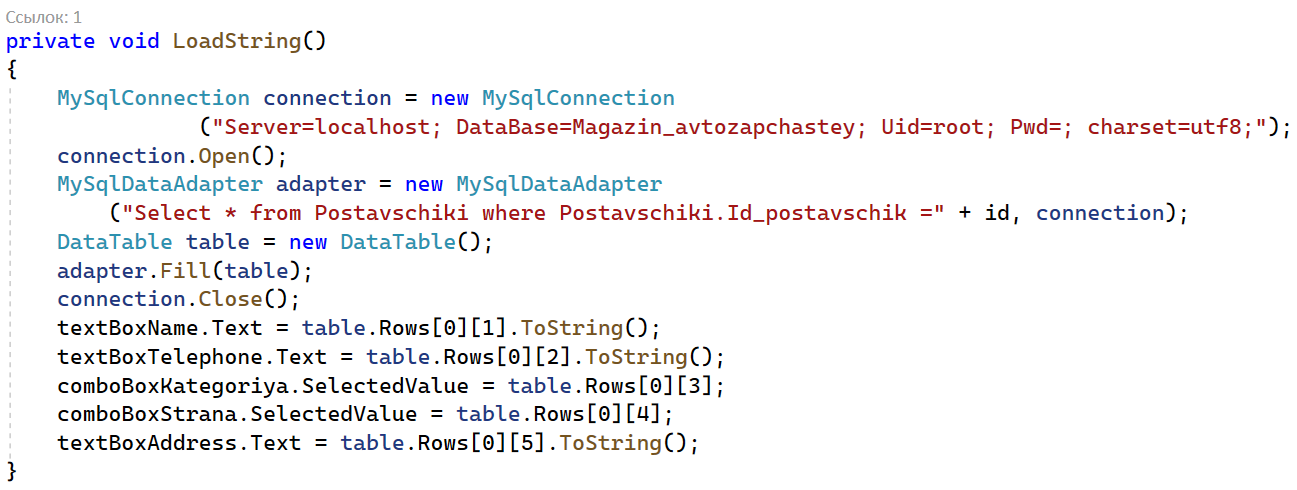 Ссылок: 1
private void LoadString()
{
    MySqlConnection connection = new MySqlConnection
           ("Server=localhost; DataBase=Magazin_avtozapchastey; Uid=root; Pwd=; charset=utf8;");
    connection.Open();
    MySqlDataAdapter adapter = new MySqlDataAdapter
        ("Select * from Postavschiki where Postavschiki.Id_postavschik =" + id, connection);
    DataTable table = new DataTable();
    adapter.Fill(table);
    connection.Close();
    textBoxName.Text = table.Rows[0][1].ToString();
    textBoxTelephone.Text = table.Rows[0][2].ToString();
    comboBoxKategoriya.SelectedValue = table.Rows[0][3];
    comboBoxStrana.SelectedValue = table.Rows[0][4];
    textBoxAddress.Text = table.Rows[0][5].ToString();
}